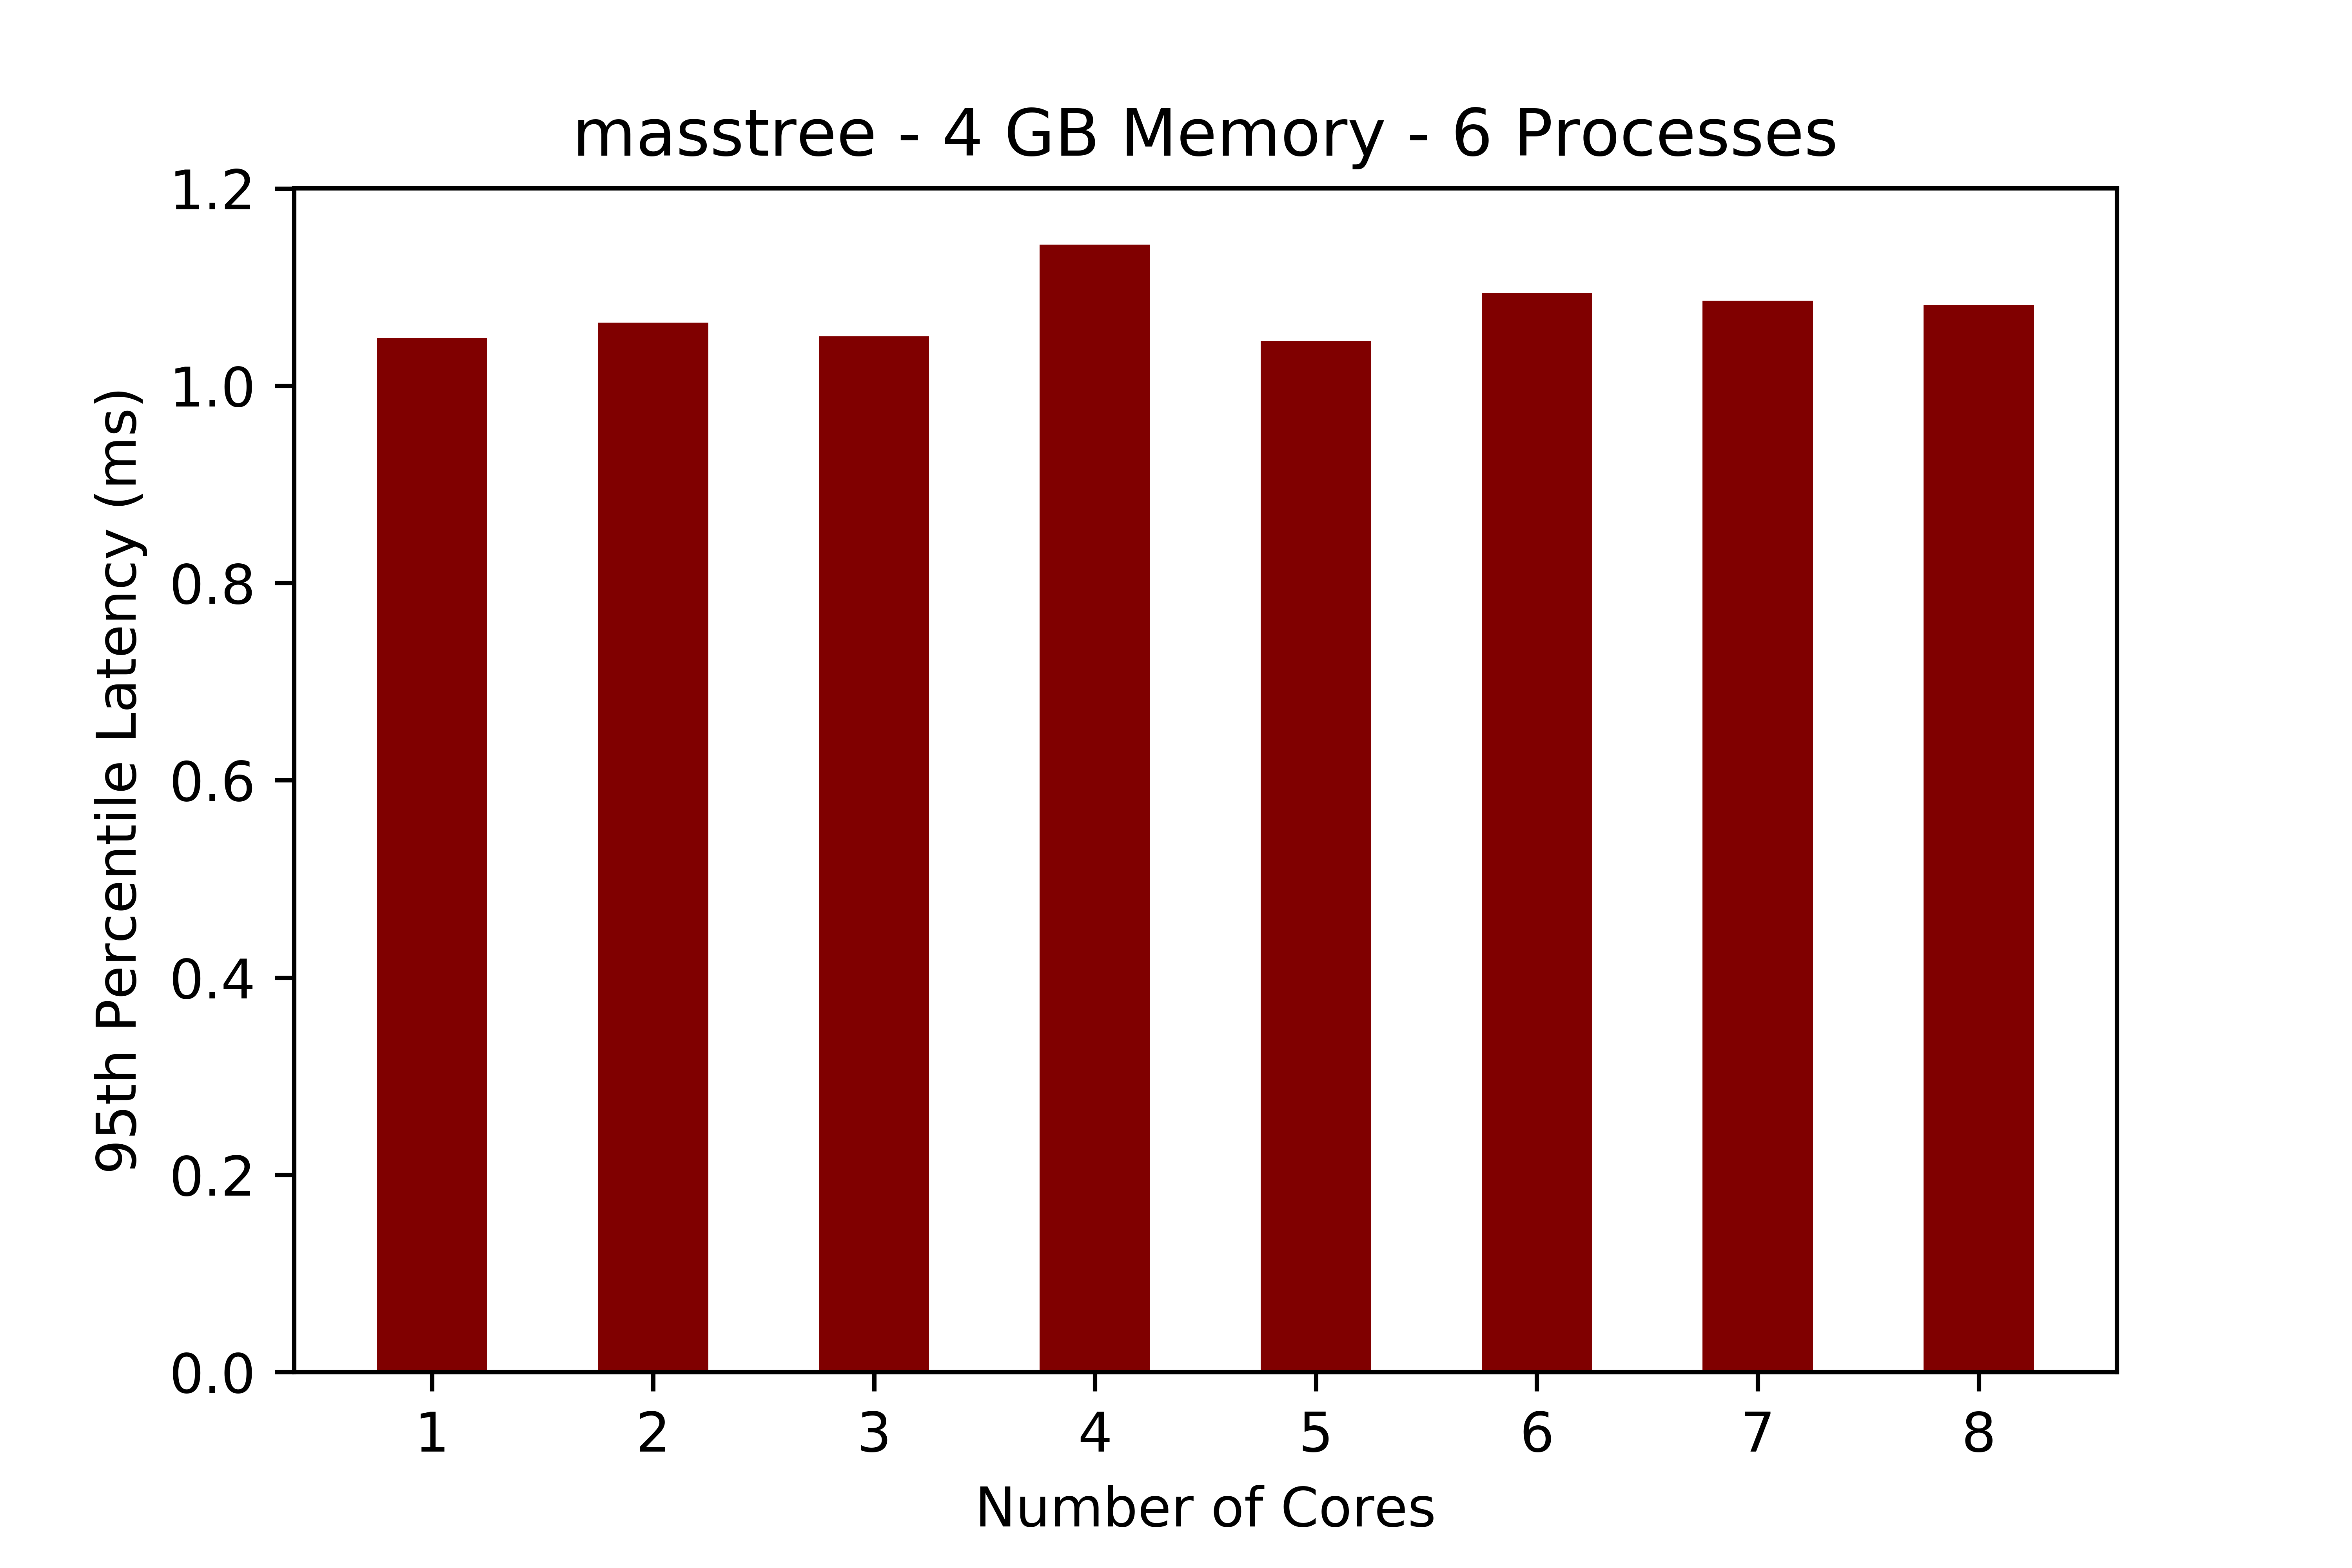 masstree - 4 GB Memory - 6 Processes
95th Percentile Latency (ms)
1.2
1.0
0.8
0.6
0.4
0.2
0.0
1 2 3 4 5 6 7 8
Number of Cores